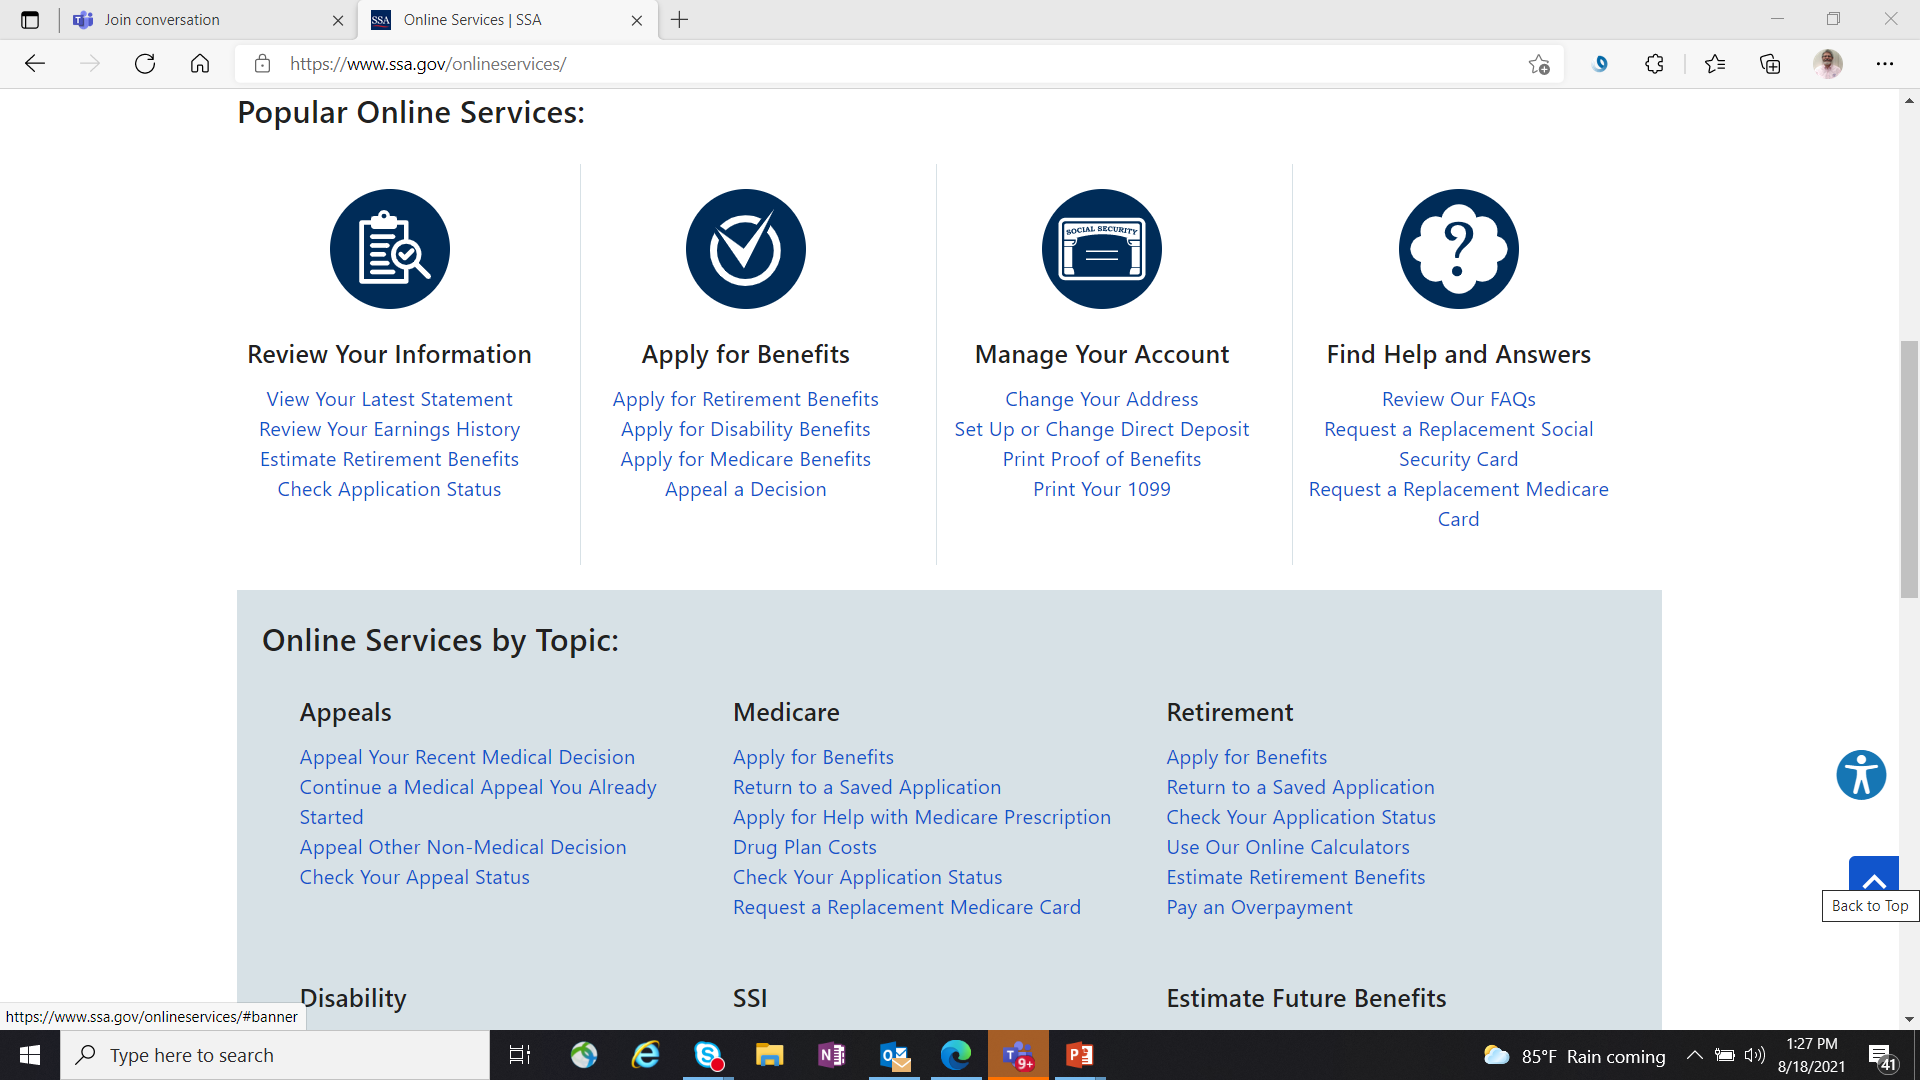 Join conversation
SSA
Online Services | SSA
https://www.ssa.gov/onlineservices/
Popular Online Services:
SOCIAL SECURITY
?
Review Your Information
View Your Latest Statement
Review Your Earnings History
Estimate Retirement Benefits
Check Application Status
Apply for Benefits
Apply for Retirement Benefits
Apply for Disability Benefits
Apply for Medicare Benefits
Appeal a Decision
Manage Your Account
Change Your Address
Set Up or Change Direct Deposit
Print Proof of Benefits
Print Your 1099
Find Help and Answers
Review Our FAQs
Request a Replacement Social
Security Card
Request a Replacement Medicare
Card
Online Services by Topic:
Appeals
Appeal Your Recent Medical Decision
Continue a Medical Appeal You Already
Started
Appeal Other Non-Medical Decision
Check Your Appeal Status
Medicare
Apply for Benefits
Return to a Saved Application
Apply for Help with Medicare Prescription
Drug Plan Costs
Check Your Application Status
Request a Replacement Medicare Card
Retirement
Apply for Benefits
Return to a Saved Application
Check Your Application Status
Use Our Online Calculators
Estimate Retirement Benefits
Pay an Overpayment
Back to Top
Disability
SSI
Estimate Future Benefits
https://www.ssa.gov/onlineservices/#banner
Type here to search
9+
85°F Rain coming
1:27 PM
8/18/2021
41